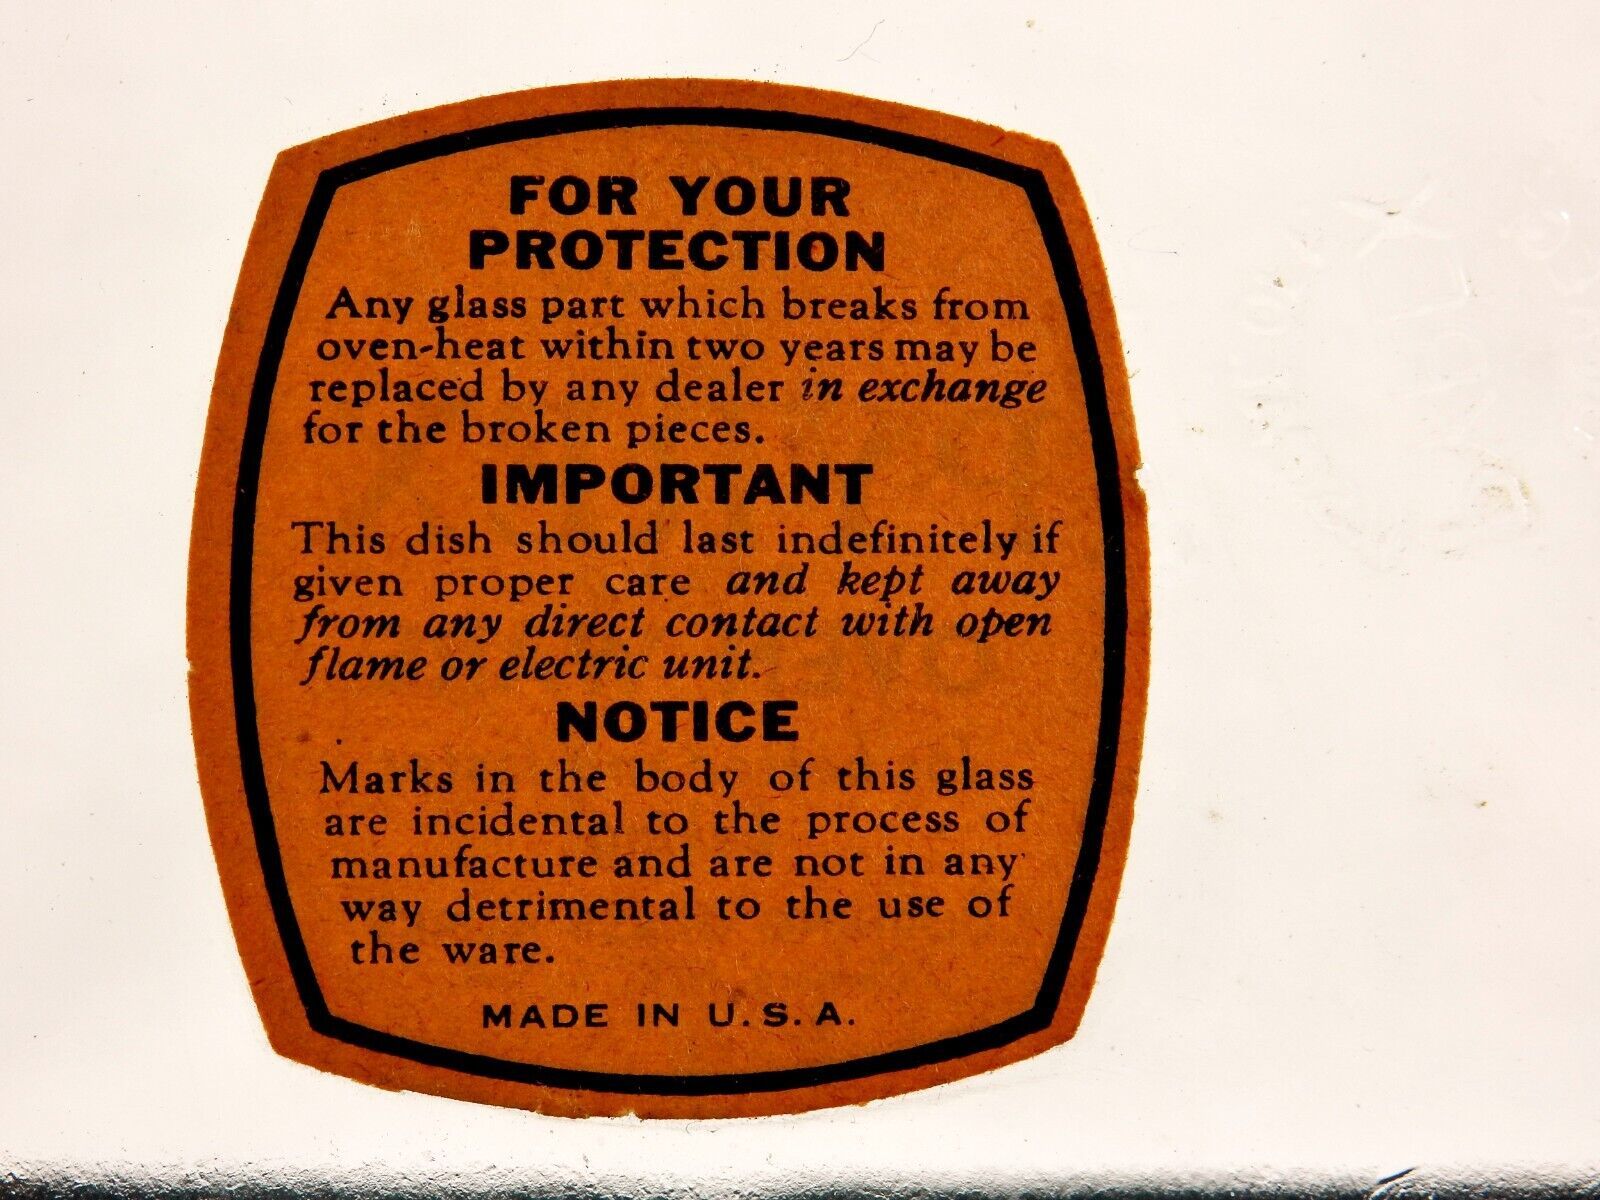 FOR YOUR
PROTECTION
Any glass part which breaks from
oven-heat within two years may be
replaced by any dealer in exchange
for the broken pieces.
IMPORTANT
This dish should last indefinitely if
given proper care and kept away
from any direct contact with open
flame or electric unit.
NOTICE
Marks in the body of this glass
are incidental to the process of
manufacture and are not in any
way detrimental to the use of
the ware.
MADE IN U.S.A.